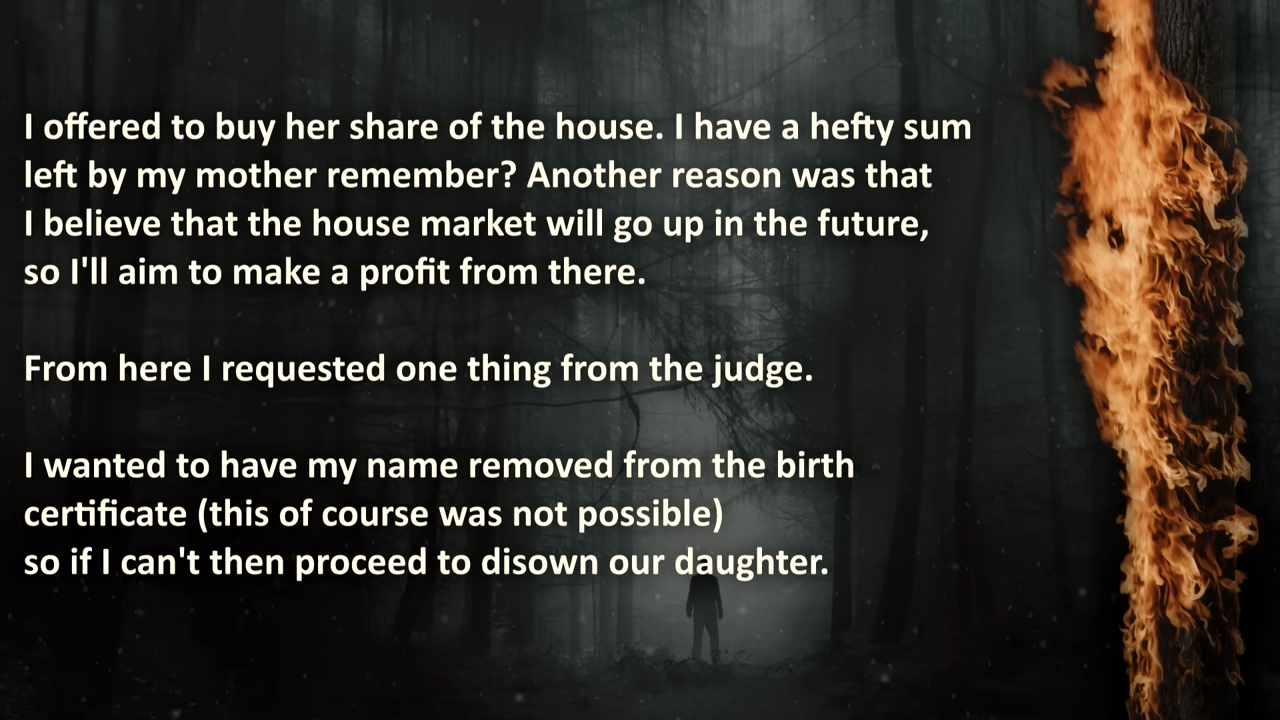 I offered to buy her share of the house. I have a hefty sum
left by my mother remember? Another reason was that
I believe that the house market will go up in the future,
so I'll aim to make a profit from there.
From here I requested one thing from the judge.
I wanted to have my name removed from the birth
certificate (this of course was not possible)
so if I can't then proceed to disown our daughter.